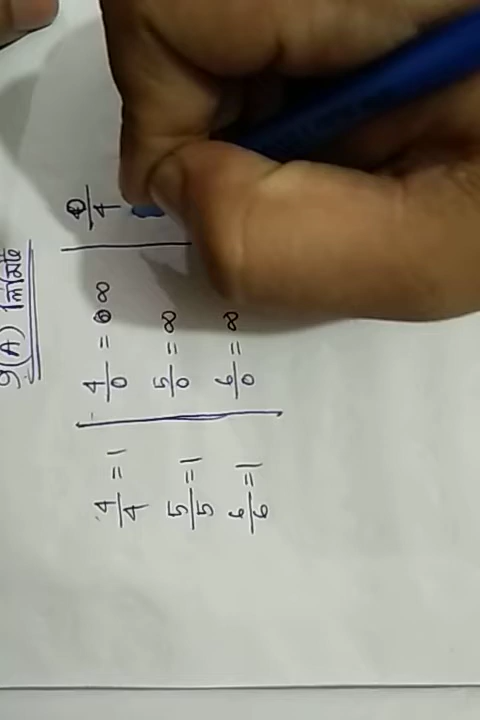 9(A) লিমিট
4/4 = 1
5/5 = 1
6/6 = 1
4/0 = ∞
5/0 = ∞
6/0 = ∞
0/4